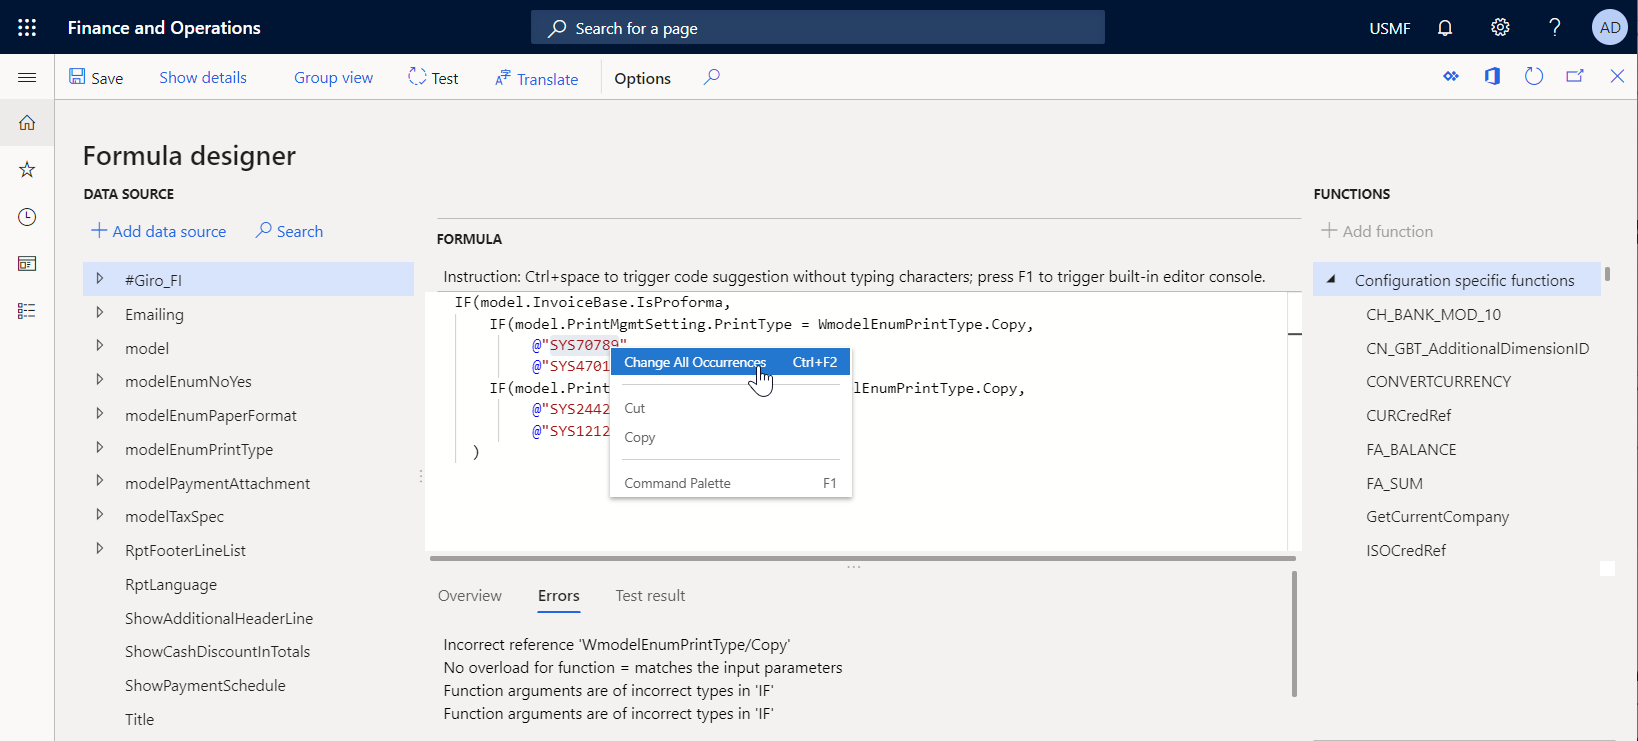 Finance and Operations
Search for a page
USMF
?
AD
Save
Show details
Group view
Test
Translate
Options
Formula designer
DATA SOURCE
Add data source
Search
#Giro_FI
Emailing
model
modelEnumNoYes
modelEnumPaperFormat
modelEnumPrintType
modelPaymentAttachment
modelTaxSpec
RptFooterLineList
RptLanguage
ShowAdditionalHeaderLine
ShowCashDiscountInTotals
ShowPaymentSchedule
Title
FORMULA
Instruction: Ctrl+space to trigger code suggestion without typing characters; press F1 to trigger built-in editor console.
IF(model.InvoiceBase.IsProforma,
IF(model.PrintMgmtSetting.PrintType = WmodelEnumPrintType.Copy,
@"SYS70789"
@"SYS4701
IF(model.Print
lEnumPrintType.Copy,
@"SYS2442
@"SYS1212
)
Change All Occurrences Ctrl+F2
Cut
Copy
Command Palette F1
Overview
Errors
Test result
Incorrect reference 'WmodelEnumPrintType/Copy'
No overload for function = matches the input parameters
Function arguments are of incorrect types in 'IF'
Function arguments are of incorrect types in 'IF'
FUNCTIONS
Add function
Configuration specific functions
CH_BANK_MOD_10
CN_GBT_AdditionalDimensionID
CONVERTCURRENCY
CURCredRef
FA_BALANCE
FA_SUM
GetCurrentCompany
ISOCredRef